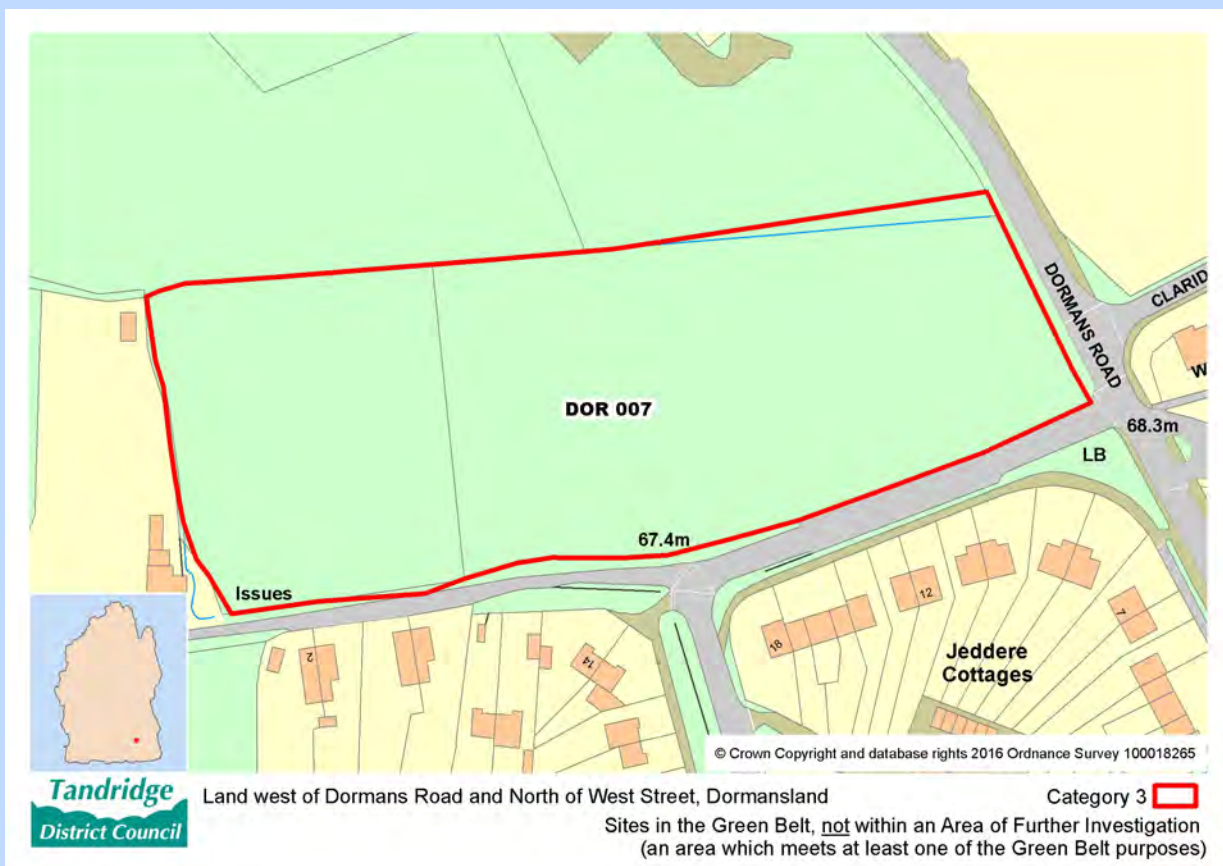 DORMANS ROAD
CLARID
W
DOR 007
68.3m
LB
67.4m
Issues
12
7
18
14
2
Jeddere
Cottages
© Crown Copyright and database rights 2016 Ordnance Survey 100018265
Tandridge
District Council
Land west of Dormans Road and North of West Street, Dormansland
Category 3
Sites in the Green Belt, not within an Area of Further Investigation
(an area which meets at least one of the Green Belt purposes)